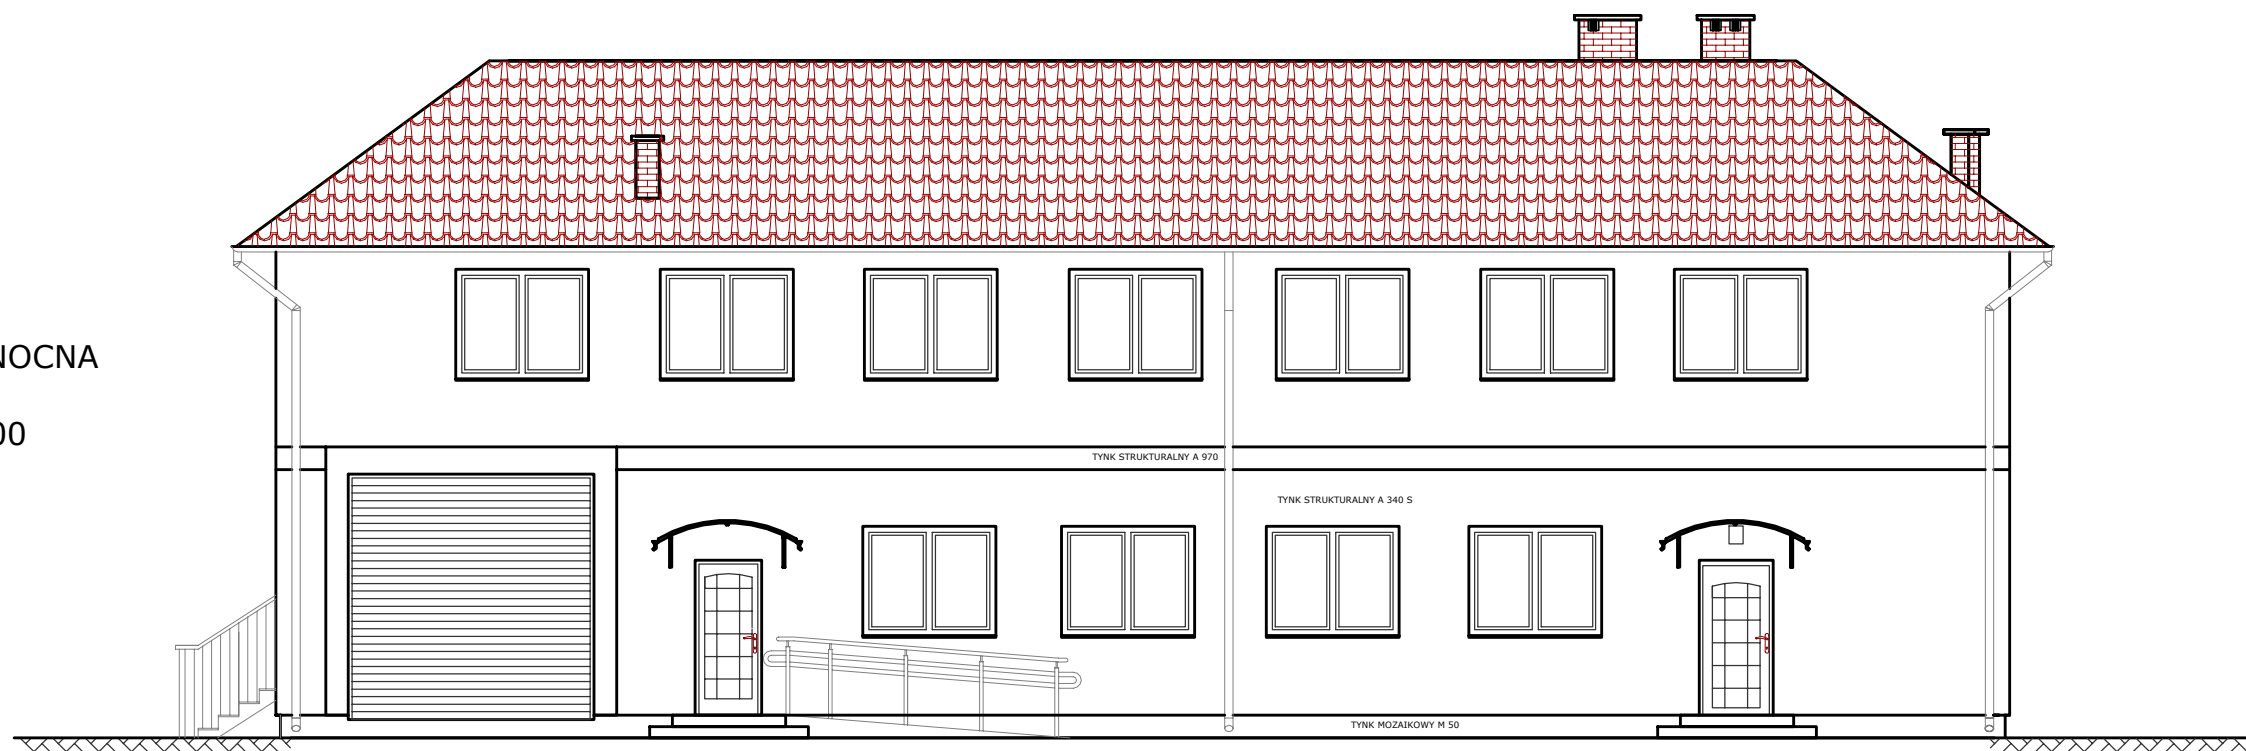 NOCNA
00
TYNK STRUKTURALNY A 970
TYNK STRUKTURALNY A 340 S
TYNK MOZAIKOWY M 50